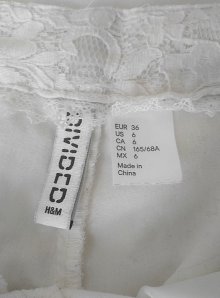 DIVIDED
H&M
EUR 36
US 6
CA 6
CN 165/68A
MX 6
Made in
China